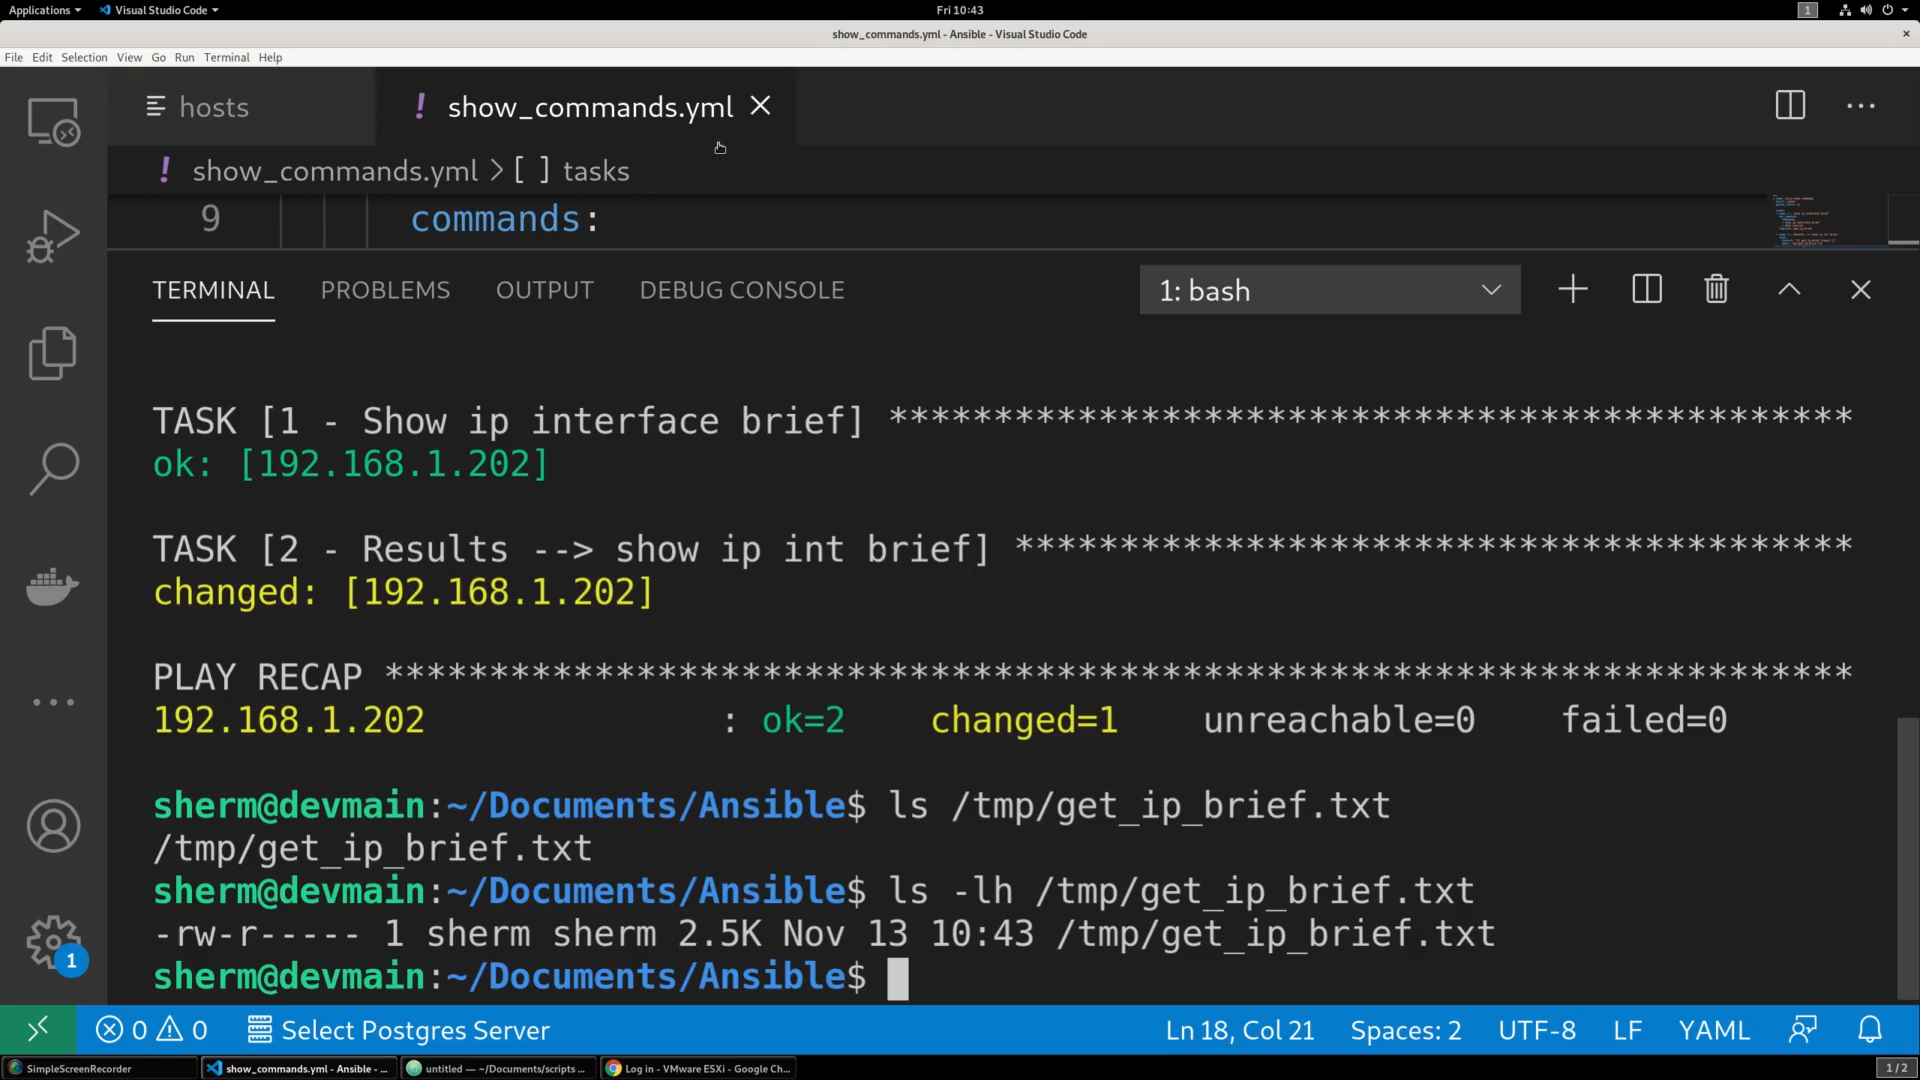 Applications Visual Studio Code Fri 10:43 1
show_commands.yml - Ansible - Visual Studio Code
File Edit Selection View Go Run Terminal Help
hosts ! show_commands.yml
! show_commands.yml > [ ] tasks
9 commands:
TERMINAL PROBLEMS OUTPUT DEBUG CONSOLE 1: bash
TASK [1 - Show ip interface brief] **********************************************
ok: [192.168.1.202]
TASK [2 - Results --> show ip int brief] ****************************************
changed: [192.168.1.202]
PLAY RECAP **********************************************************************
192.168.1.202 : ok=2 changed=1 unreachable=0 failed=0
sherm@devmain:~/Documents/Ansible$ ls /tmp/get_ip_brief.txt
/tmp/get_ip_brief.txt
sherm@devmain:~/Documents/Ansible$ ls -lh /tmp/get_ip_brief.txt
-rw-r----- 1 sherm sherm 2.5K Nov 13 10:43 /tmp/get_ip_brief.txt
sherm@devmain:~/Documents/Ansible$
1
0 0 Select Postgres Server Ln 18, Col 21 Spaces: 2 UTF-8 LF YAML
SimpleScreenRecorder show_commands.yml - Ansible - ... untitled — ~/Documents/scripts ... Log in - VMware ESXi - Google Ch... 1 / 2